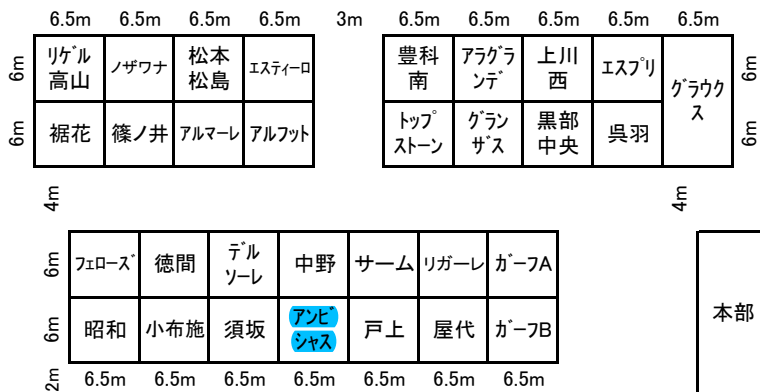 6.5m 6.5m 6.5m 6.5m 3m 6.5m 6.5m 6.5m 6.5m 6.5m
6m ﾘｹﾞﾙ高山 ﾉｻﾞﾜﾅ 松本松島 ｴｽﾃｨｰﾛ 豊科南 ｱﾗｸﾞﾗﾝﾃﾞ 上川西 ｴｽﾌﾟﾘ ｸﾞﾗｳｸｽ 6m
6m 裾花 篠ノ井 ｱﾙﾏｰﾚ ｱﾙﾌｯﾄ ﾄｯﾌﾟｽﾄｰﾝ ｸﾞﾗﾝｻﾞｽ 黒部中央 呉羽 6m
4m 4m
6m ﾌｪﾛｰｽﾞ 徳間 ﾃﾞﾙｿｰﾚ 中野 ｻｰﾑ ﾘｶﾞｰﾚ ｶﾞｰﾌA
6m 昭和 小布施 須坂 ｱﾝﾋﾞｼｬｽ 戸上 屋代 ｶﾞｰﾌB 本部
2m 6.5m 6.5m 6.5m 6.5m 6.5m 6.5m 6.5m